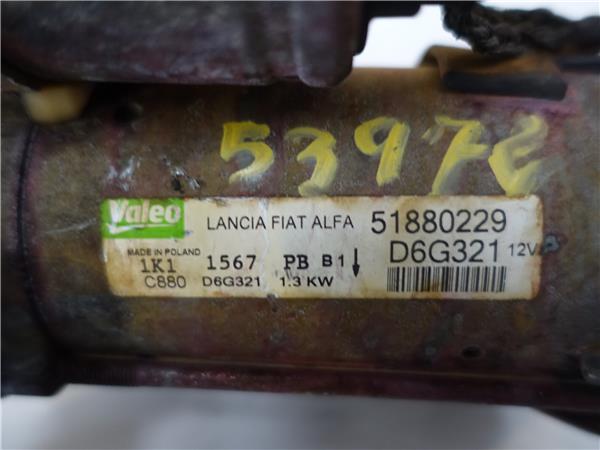 53978
Valeo LANCIA FIAT ALFA 51880229
MADE IN POLAND D6G321 12V
1K1 1567 PB B1↓
C880 D6G321 1.3 KW